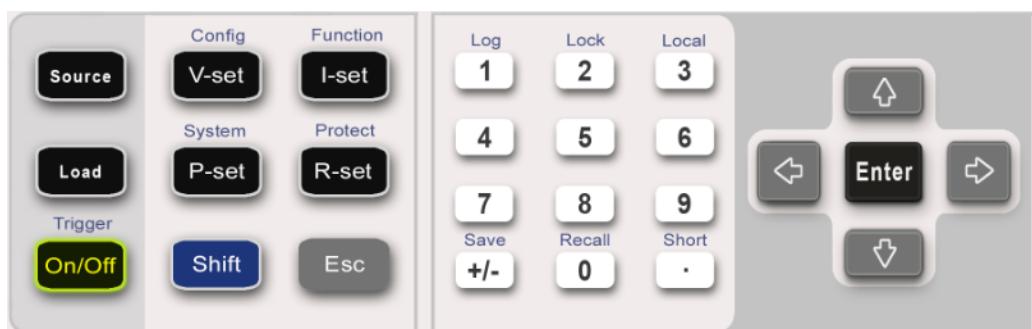 Config Function Log Lock Local
Source V-set I-set 1 2 3
System Protect
Load P-set R-set 4 5 6 Enter
7 8 9
Trigger Save Recall Short
On/Off Shift Esc +/- 0 .